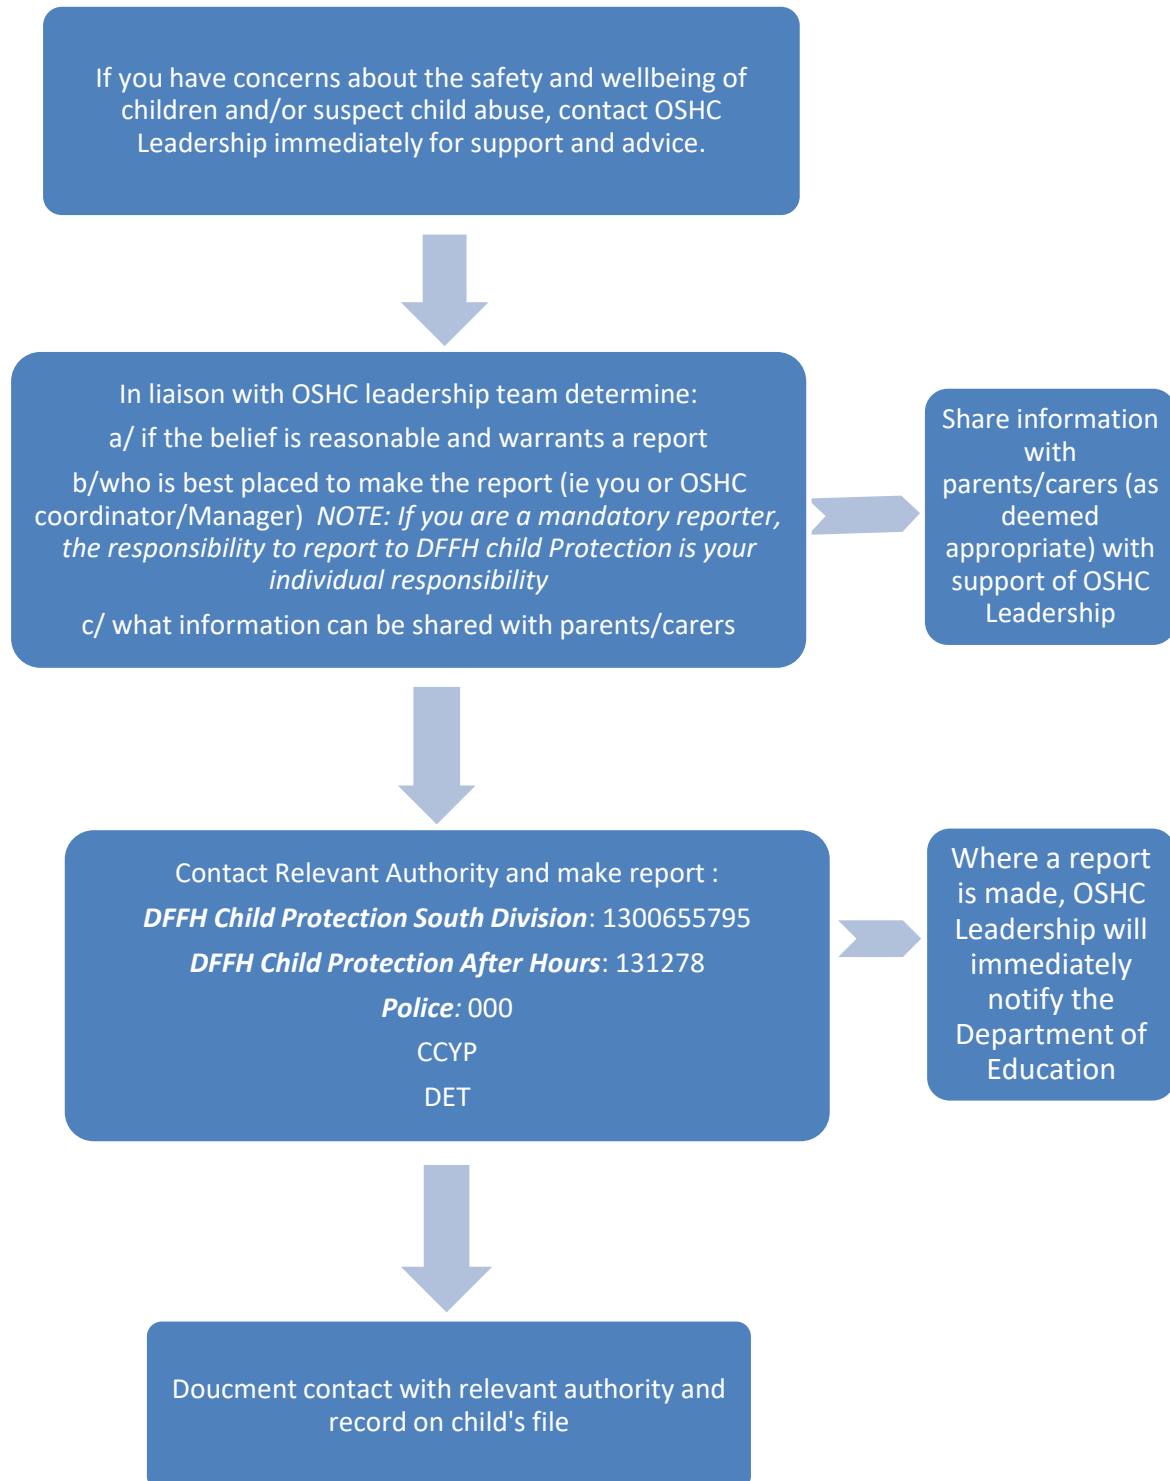 If you have concerns about the safety and wellbeing of
children and/or suspect child abuse, contact OSHC
Leadership immediately for support and advice.
In liaison with OSHC leadership team determine:
a/ if the belief is reasonable and warrants a report
b/who is best placed to make the report (ie you or OSHC
coordinator/Manager)  NOTE: If you are a mandatory reporter,
the responsibility to report to DFFH child Protection is your
individual responsibility
c/ what information can be shared with parents/carers
Share information
with
parents/carers (as
deemed
appropriate) with
support of OSHC
Leadership
Contact Relevant Authority and make report :
DFFH Child Protection South Division: 1300655795
DFFH Child Protection After Hours: 131278
Police: 000
CCYP
DET
Where a report
is made, OSHC
Leadership will
immediately
notify the
Department of
Education
Doucment contact with relevant authority and
record on child's file